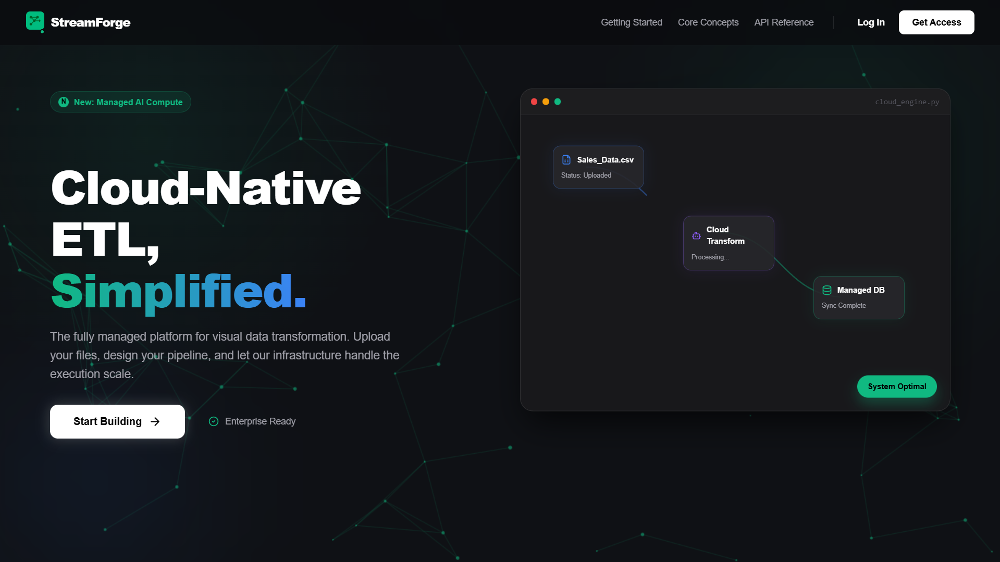 StreamForge
Getting Started
Core Concepts
API Reference
Log In
Get Access
N
New: Managed AI Compute
Cloud-Native
ETL,
Simplified.
The fully managed platform for visual data transformation. Upload
your files, design your pipeline, and let our infrastructure handle the
execution scale.
Start Building
Enterprise Ready
cloud_engine.py
Sales_Data.csv
Status: Uploaded
Cloud
Transform
Processing...
Managed DB
Sync Complete
System Optimal